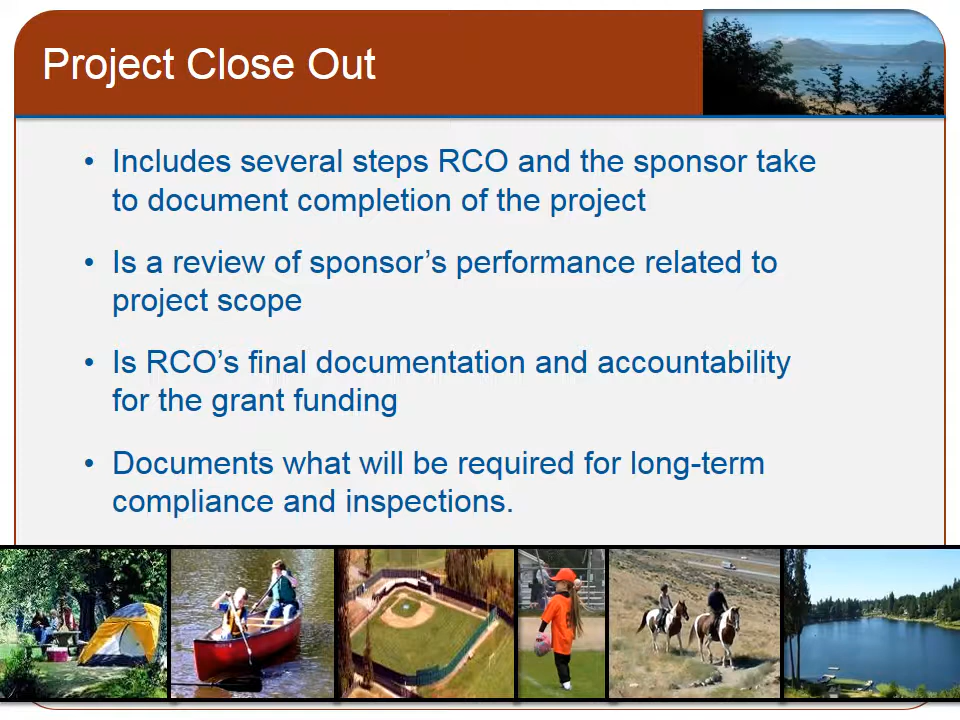 Project Close Out
• Includes several steps RCO and the sponsor take
to document completion of the project
• Is a review of sponsor’s performance related to
project scope
• Is RCO’s final documentation and accountability
for the grant funding
• Documents what will be required for long-term
compliance and inspections.